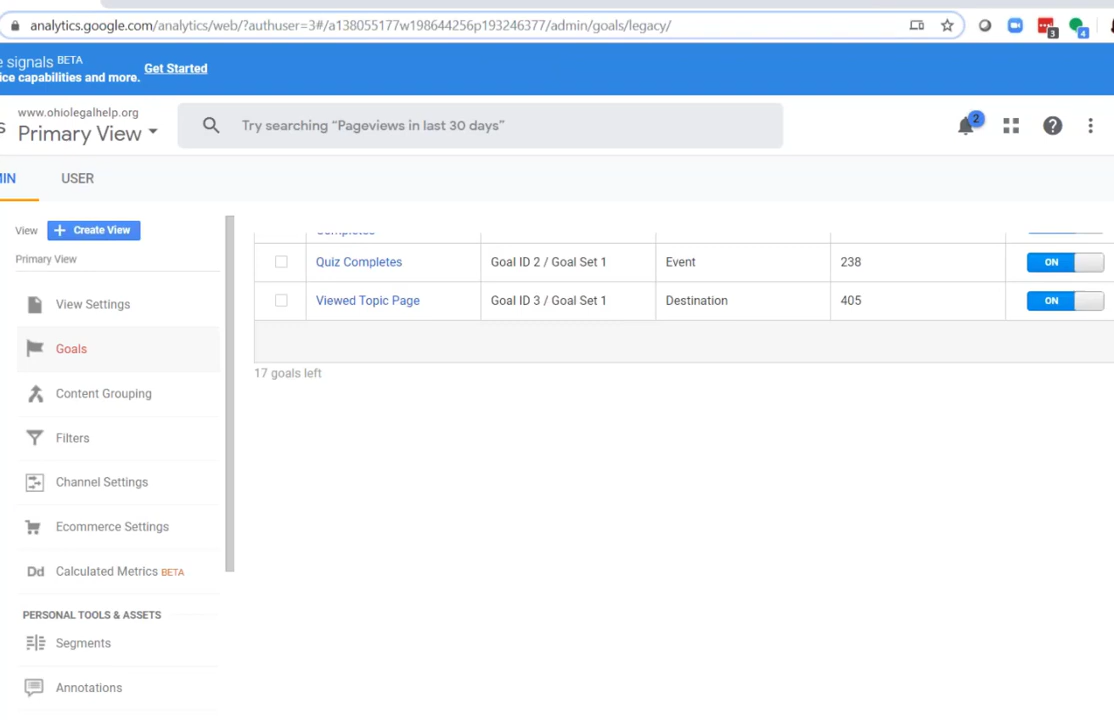 analytics.google.com/analytics/web/?authuser=3#/a138055177w198644256p193246377/admin/goals/legacy/
3
4
e signals BETA
ice capabilities and more. Get Started
www.ohiolegalhelp.org
s Primary View
Try searching “Pageviews in last 30 days”
2
MIN USER
View + Create View
Primary View
View Settings
Goals
Content Grouping
Filters
Channel Settings
Ecommerce Settings
Dd Calculated Metrics BETA
PERSONAL TOOLS & ASSETS
Segments
Annotations
Completes
Quiz Completes Goal ID 2 / Goal Set 1 Event 238 ON
Viewed Topic Page Goal ID 3 / Goal Set 1 Destination 405 ON
17 goals left